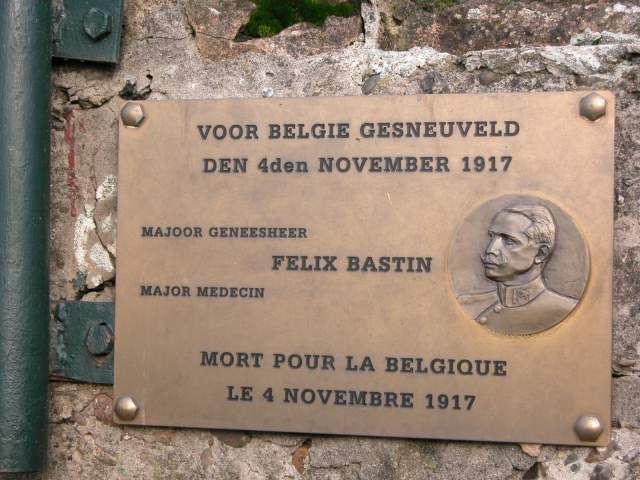 VOOR BELGIE GESNEUVELD
DEN 4den NOVEMBER 1917
MAJOOR GENEESHEER
FELIX BASTIN
MAJOR MEDECIN
MORT POUR LA BELGIQUE
LE 4 NOVEMBRE 1917